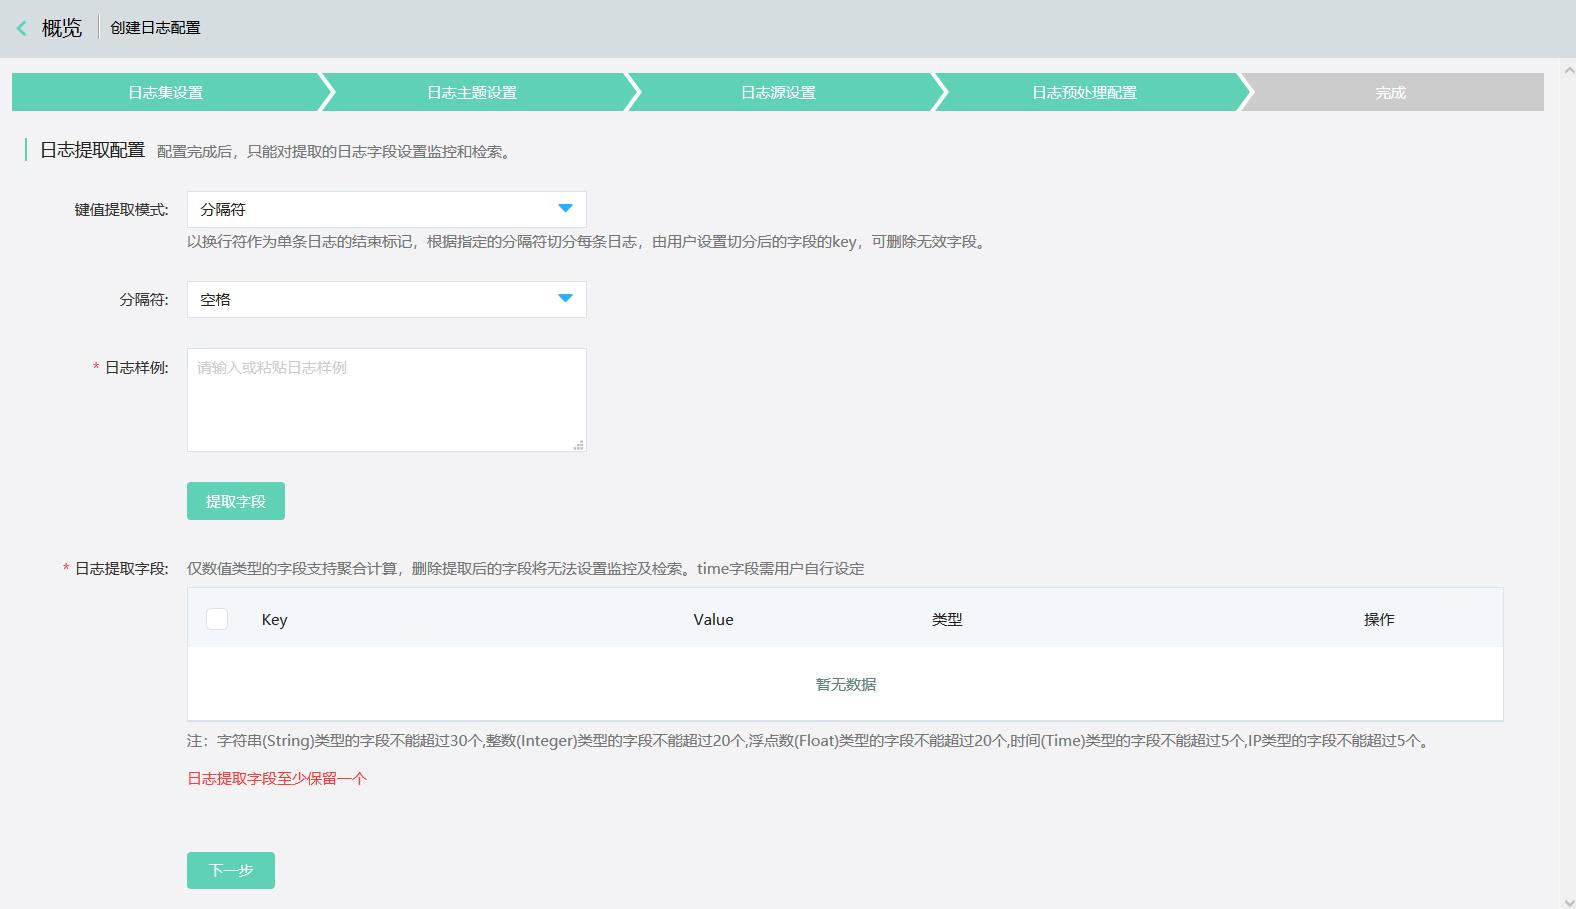 概览 创建日志配置
日志集设置 日志主题设置 日志源设置 日志预处理配置 完成
日志提取配置 配置完成后，只能对提取的日志字段设置监控和检索。
键值提取模式: 分隔符
以换行符作为单条日志的结束标记，根据指定的分隔符切分每条日志，由用户设置切分后的字段的key，可删除无效字段。
分隔符: 空格
* 日志样例: 请输入或粘贴日志样例
提取字段
* 日志提取字段: 仅数值类型的字段支持聚合计算，删除提取后的字段将无法设置监控及检索。time字段需用户自行设定
Key Value 类型 操作
暂无数据
注：字符串(String)类型的字段不能超过30个,整数(Integer)类型的字段不能超过20个,浮点数(Float)类型的字段不能超过20个,时间(Time)类型的字段不能超过5个,IP类型的字段不能超过5个。
日志提取字段至少保留一个
下一步